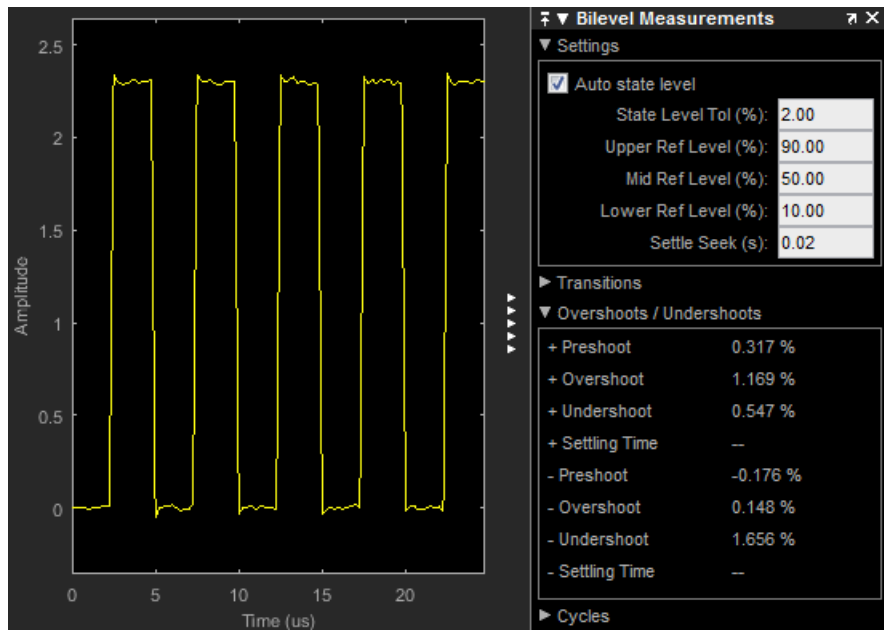 2.5
2
1.5
1
0.5
0
Amplitude
0 5 10 15 20
Time (us)
Bilevel Measurements
Settings
Auto state level
State Level Tol (%): 2.00
Upper Ref Level (%): 90.00
Mid Ref Level (%): 50.00
Lower Ref Level (%): 10.00
Settle Seek (s): 0.02
Transitions
Overshoots / Undershoots
+ Preshoot 0.317 %
+ Overshoot 1.169 %
+ Undershoot 0.547 %
+ Settling Time --
- Preshoot -0.176 %
- Overshoot 0.148 %
- Undershoot 1.656 %
- Settling Time --
Cycles